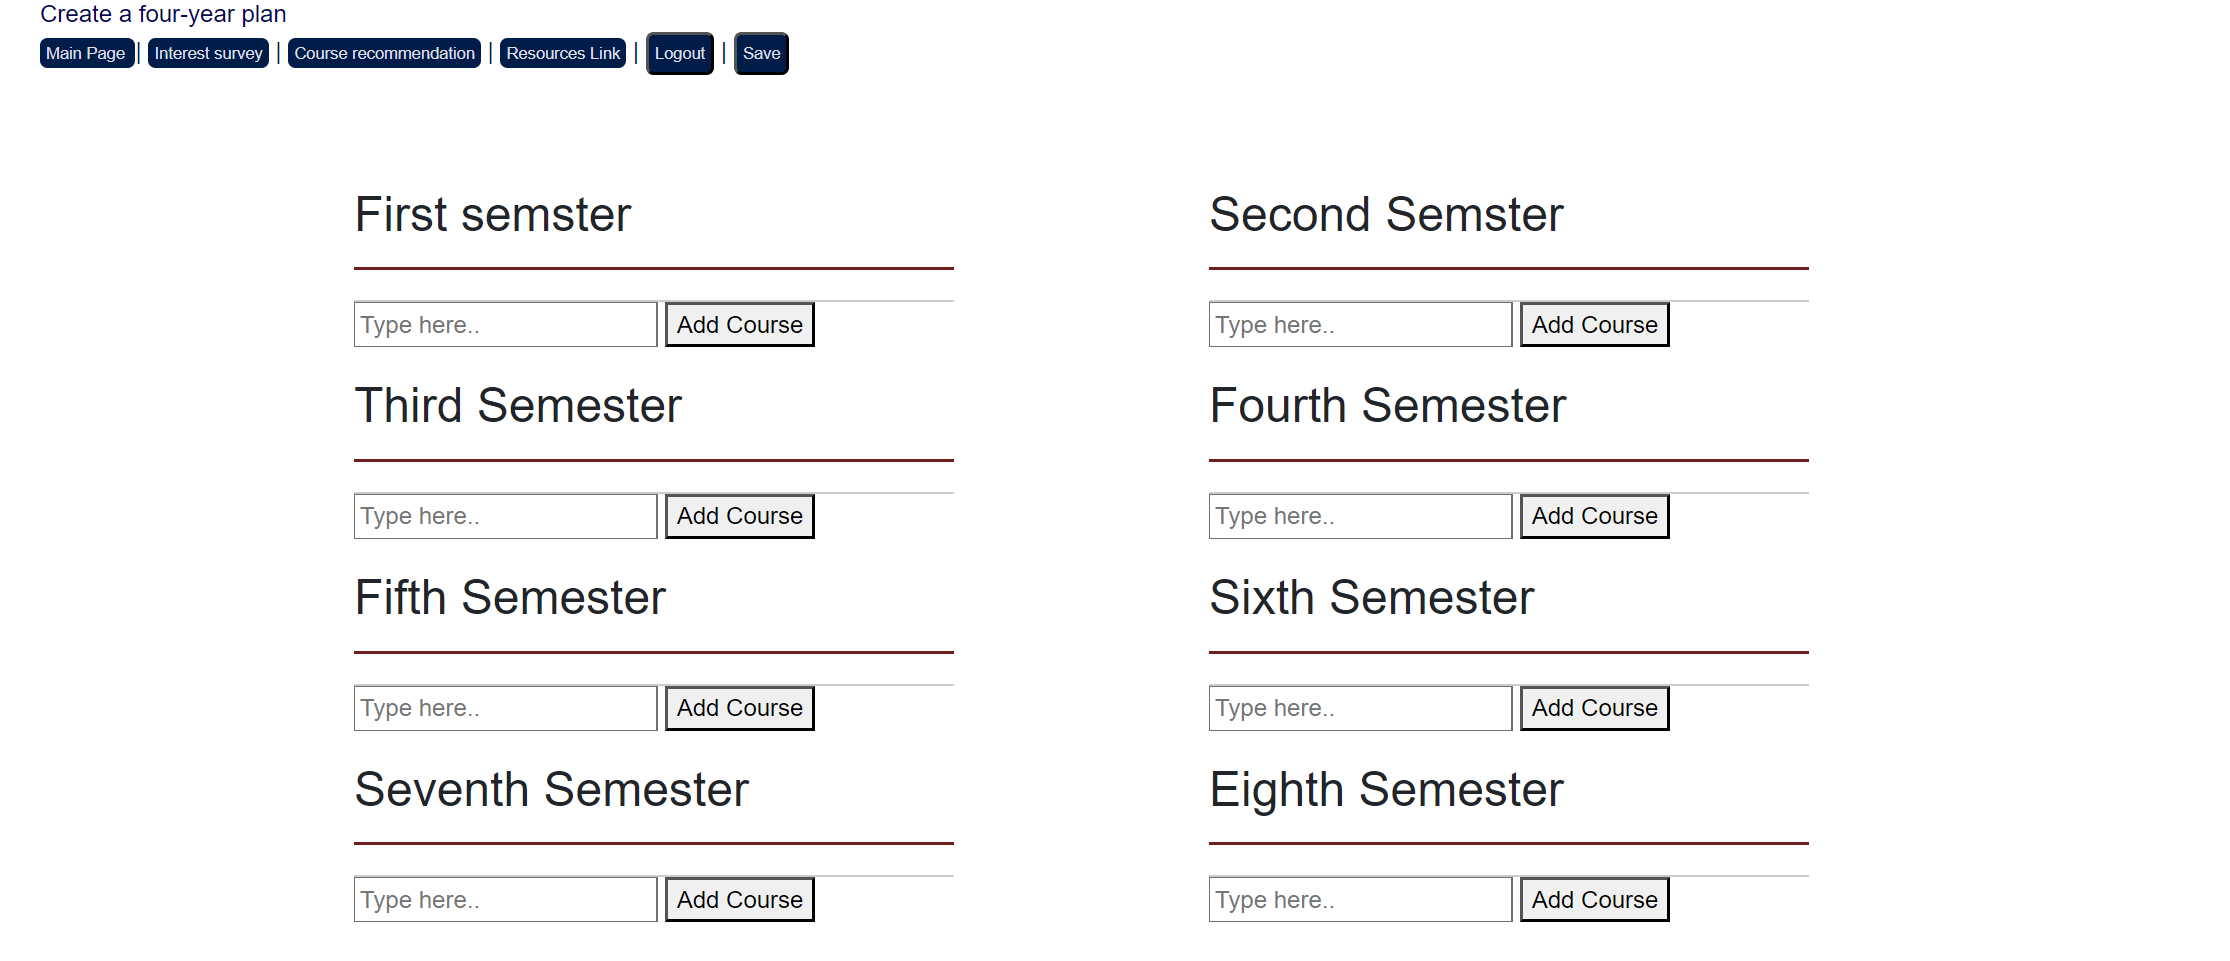 Create a four-year plan
Main Page | Interest survey | Course recommendation | Resources Link | Logout | Save
First semster
Type here.. Add Course
Second Semster
Type here.. Add Course
Third Semester
Type here.. Add Course
Fourth Semester
Type here.. Add Course
Fifth Semester
Type here.. Add Course
Sixth Semester
Type here.. Add Course
Seventh Semester
Type here.. Add Course
Eighth Semester
Type here.. Add Course